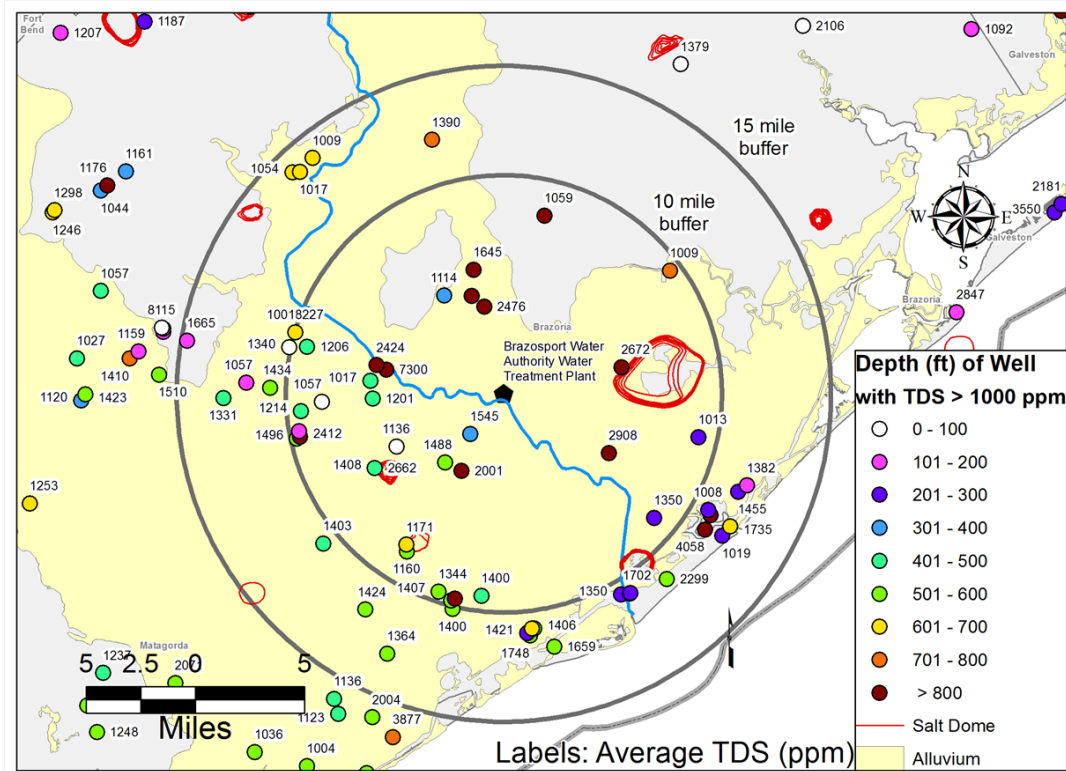 Fort
Bend
1187
1207
1379
2106
1092
Galveston
1390
15 mile
buffer
1009
1054
1017
1161
1176
1044
1298
1246
10 mile
buffer
1059
N
W
E
S
2181
3550
Galveston
1009
1645
1114
2476
Brazoria
1057
Brazoria
2847
8115
1665
1027
1159
1410
18227
1340
1206
2424
7300
Brazosport Water
Authority Water
Treatment Plant
2672
1120
1423
1510
1331
1057
1434
1057
1214
1017
1201
1496
2412
1136
1545
1013
1488
2001
2908
1408
2662
1253
1350
1008
1382
1455
1735
4058
1019
1403
1171
1160
2299
1702
1350
1407
1344
1400
1400
1424
1364
1421
1406
1748
1659
Matagorda
1237
5
2.5
0
5
Miles
1136
1123
2004
3877
1248
1036
1004
Labels: Average TDS (ppm)
Depth (ft) of Well
with TDS > 1000 ppm
0 - 100
101 - 200
201 - 300
301 - 400
401 - 500
501 - 600
601 - 700
701 - 800
> 800
Salt Dome
Alluvium